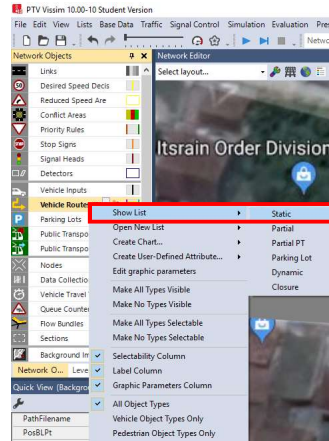 PTV Vissim 10.00-10 Student Version
File Edit View Lists Base Data Traffic Signal Control Simulation Evaluation Pre
Network Objects
Network Editor
Select layout...
Links
Desired Speed Decis
Reduced Speed Are
Conflict Areas
Priority Rules
Stop Signs
Signal Heads
Detectors
Vehicle Inputs
Vehicle Route
Parking Lots
Public Transpo
Public Transpo
Nodes
Data Collectio
Vehicle Travel
Queue Counte
Flow Bundles
Sections
Background Im
Network O... Leve
Quick View (Backgro
PathFilename
PosBLPt
Itsrain Order Division
Show List
Open New List
Create Chart...
Create User-Defined Attribute...
Edit graphic parameters
Make All Types Visible
Make No Types Visible
Make All Types Selectable
Make No Types Selectable
Selectability Column
Label Column
Graphic Parameters Column
All Object Types
Vehicle Object Types Only
Pedestrian Object Types Only
Static
Partial
Partial PT
Parking Lot
Dynamic
Closure